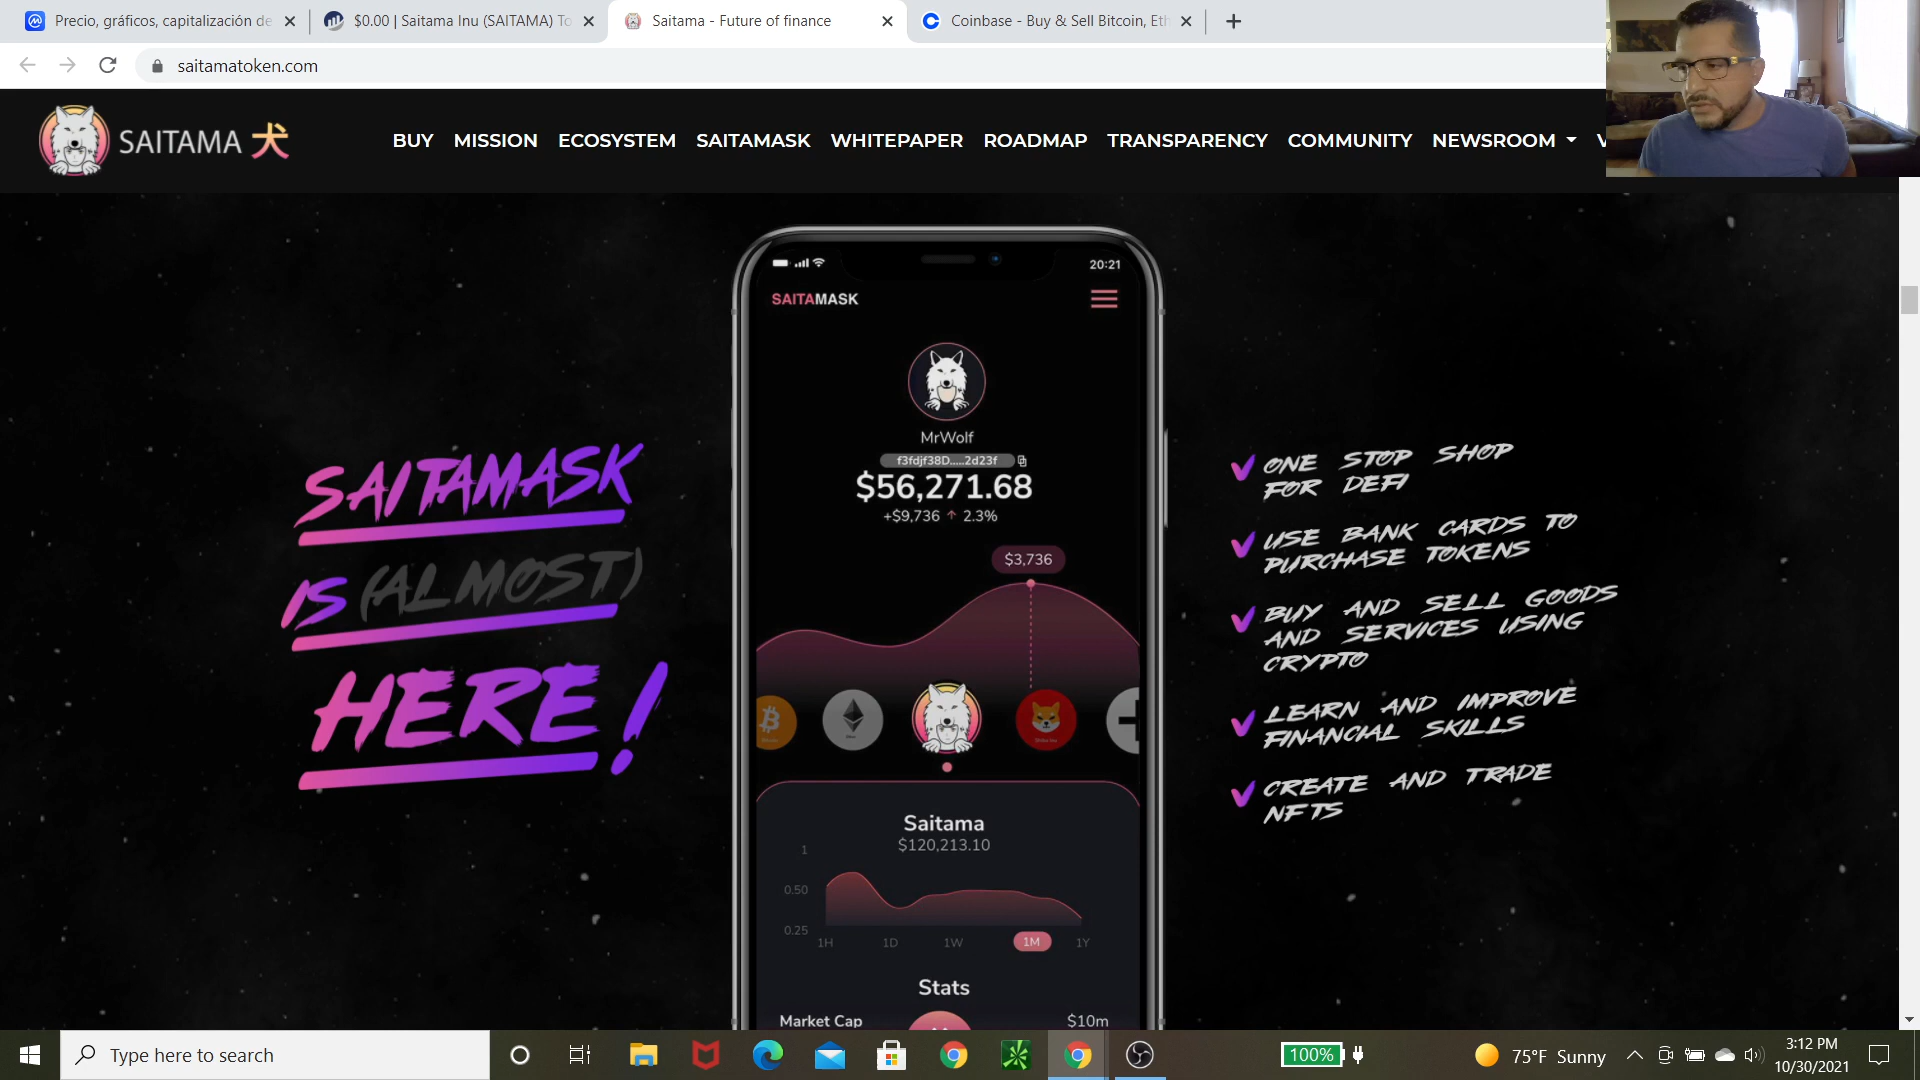 Precio, gráficos, capitalización de
$0.00 | Saitama Inu (SAITAMA) To
Saitama - Future of finance
Coinbase - Buy & Sell Bitcoin, Eth
saitamatoken.com
SAITAMA 犬
BUY MISSION ECOSYSTEM SAITAMASK WHITEPAPER ROADMAP TRANSPARENCY COMMUNITY NEWSROOM
20:21
SAITAMASK
MrWolf
f3fdjf38D.....2d23f
$56,271.68
+$9,736 2.3%
$3,736
SAITAMASK
IS (ALMOST)
HERE!
ONE STOP SHOP
FOR DEFI
USE BANK CARDS TO
PURCHASE TOKENS
BUY AND SELL GOODS
AND SERVICES USING
CRYPTO
LEARN AND IMPROVE
FINANCIAL SKILLS
CREATE AND TRADE
NFTS
Saitama
$120,213.10
1
0.50
0.25
1H 1D 1W 1M 1Y
Stats
Market Cap $10m
Type here to search
100%
75°F Sunny
3:12 PM
10/30/2021